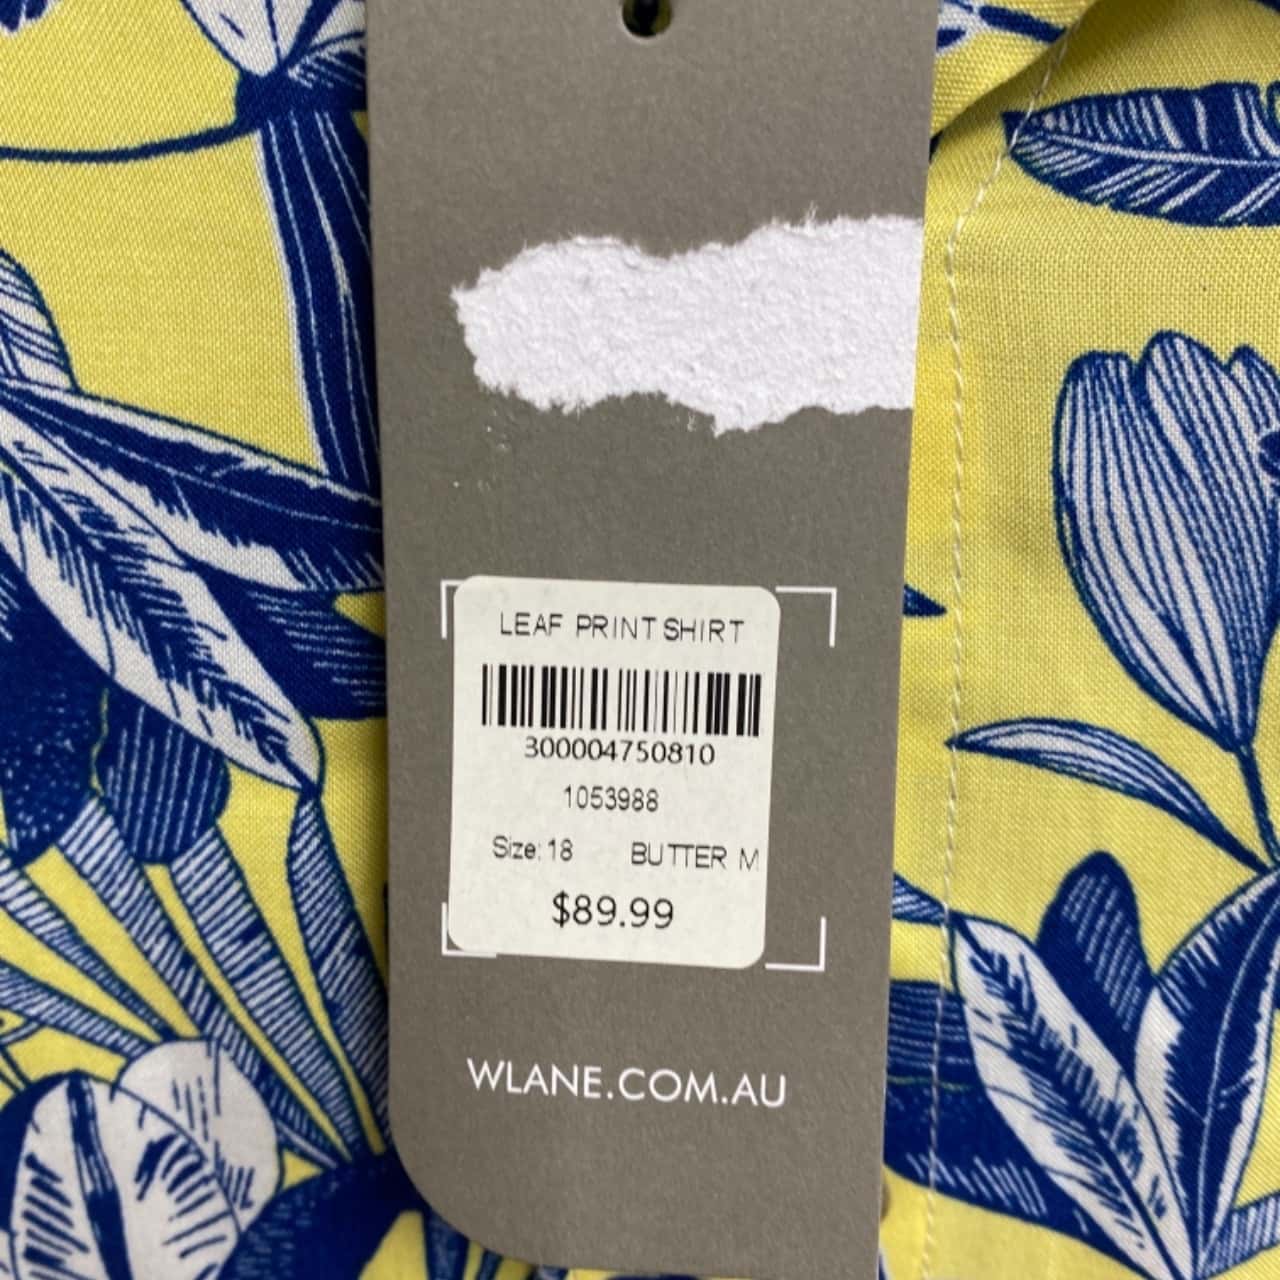 LEAF PRINT SHIRT
300004750810
1053988
Size: 18 BUTTER M
$89.99
WLANE.COM.AU